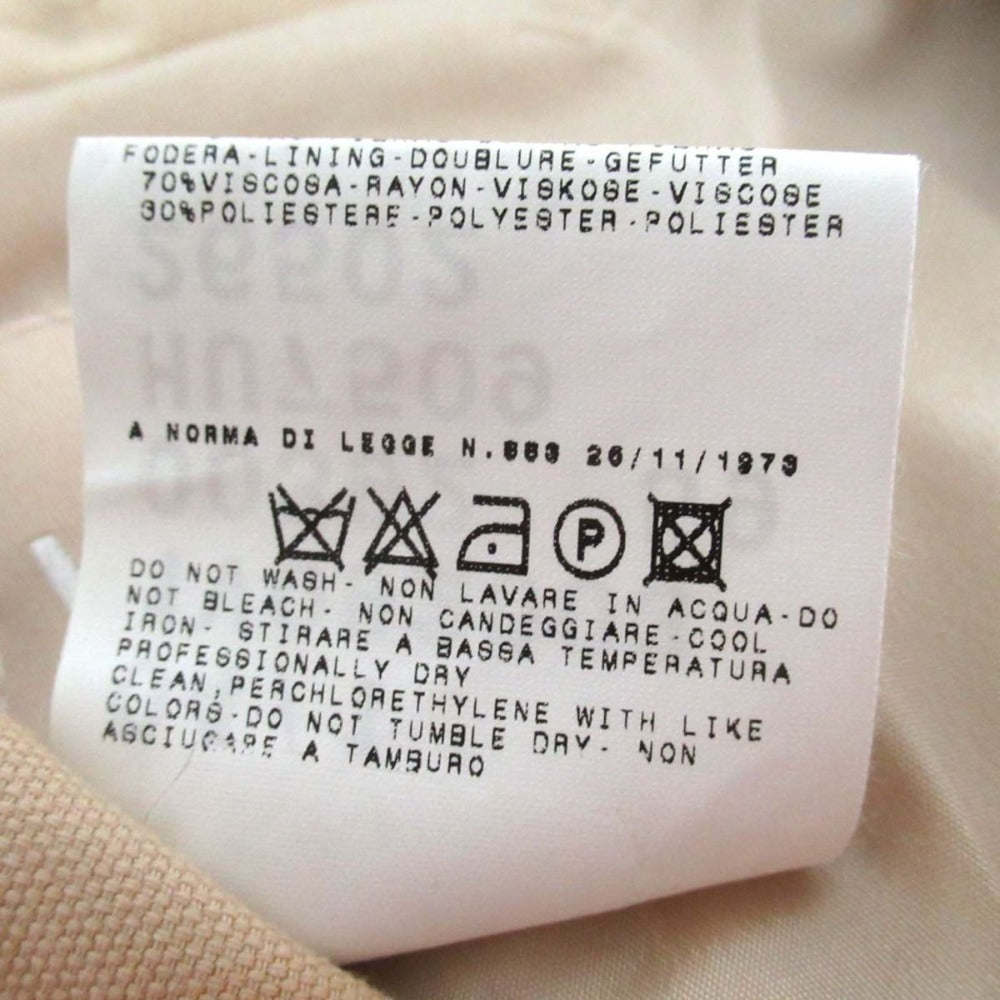 FODERA-LINING-DOUBLURE-GEFUTTER
70%VISCOSA-RAYON-VISKOSE-VISCOSE
30%POLIESTERE-POLYESTER-POLIESTER
26502
HU7509
A NORMA DI LEGGE N.883 26/11/1973
P
DO NOT WASH- NON LAVARE IN ACQUA-DO
NOT BLEACH- NON CANDEGGIARE-COOL
IRON- STIRARE A BASSA TEMPERATURA
PROFESSIONALLY DRY
CLEAN,PERCHLORETHYLENE WITH LIKE
COLORS-DO NOT TUMBLE DRY- NON
ASCIUGARE A TAMBURO